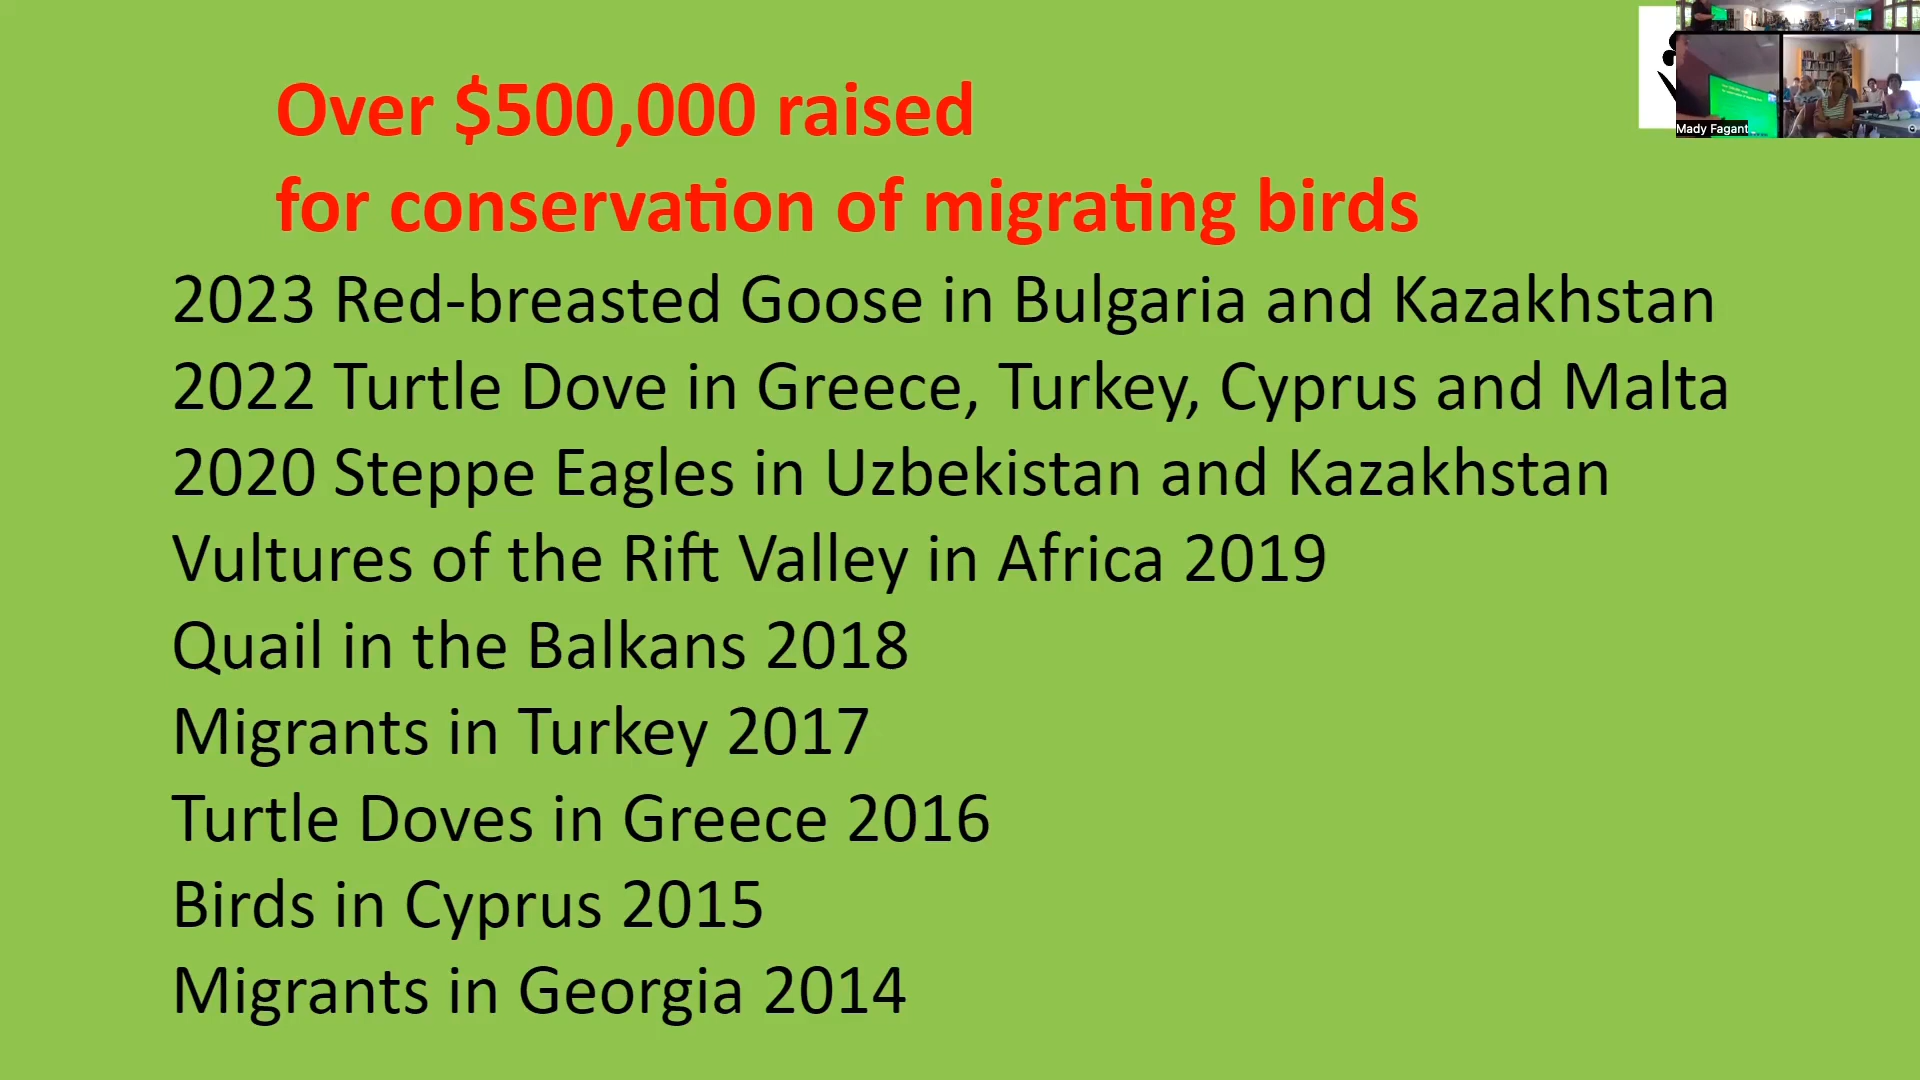 Over $500,000 raised
for conservation of migrating birds
2023 Red-breasted Goose in Bulgaria and Kazakhstan
2022 Turtle Dove in Greece, Turkey, Cyprus and Malta
2020 Steppe Eagles in Uzbekistan and Kazakhstan
Vultures of the Rift Valley in Africa 2019
Quail in the Balkans 2018
Migrants in Turkey 2017
Turtle Doves in Greece 2016
Birds in Cyprus 2015
Migrants in Georgia 2014
Mady Fagant